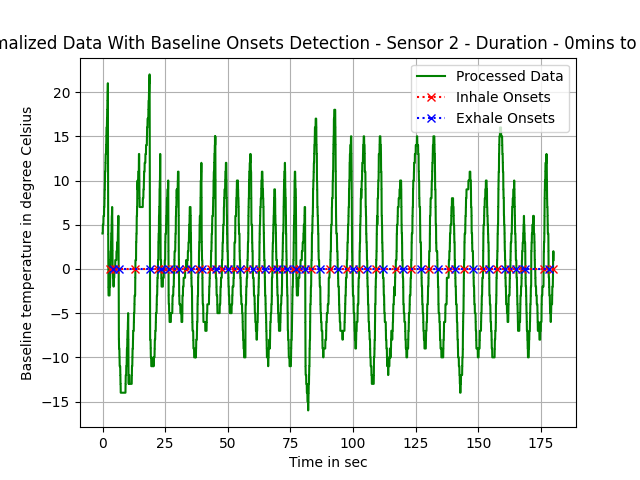 malized Data With Baseline Onsets Detection - Sensor 2 - Duration - 0mins to
Processed Data
Inhale Onsets
Exhale Onsets
Baseline temperature in degree Celsius
20
15
10
5
0
−5
−10
−15
0 25 50 75 100 125 150 175
Time in sec